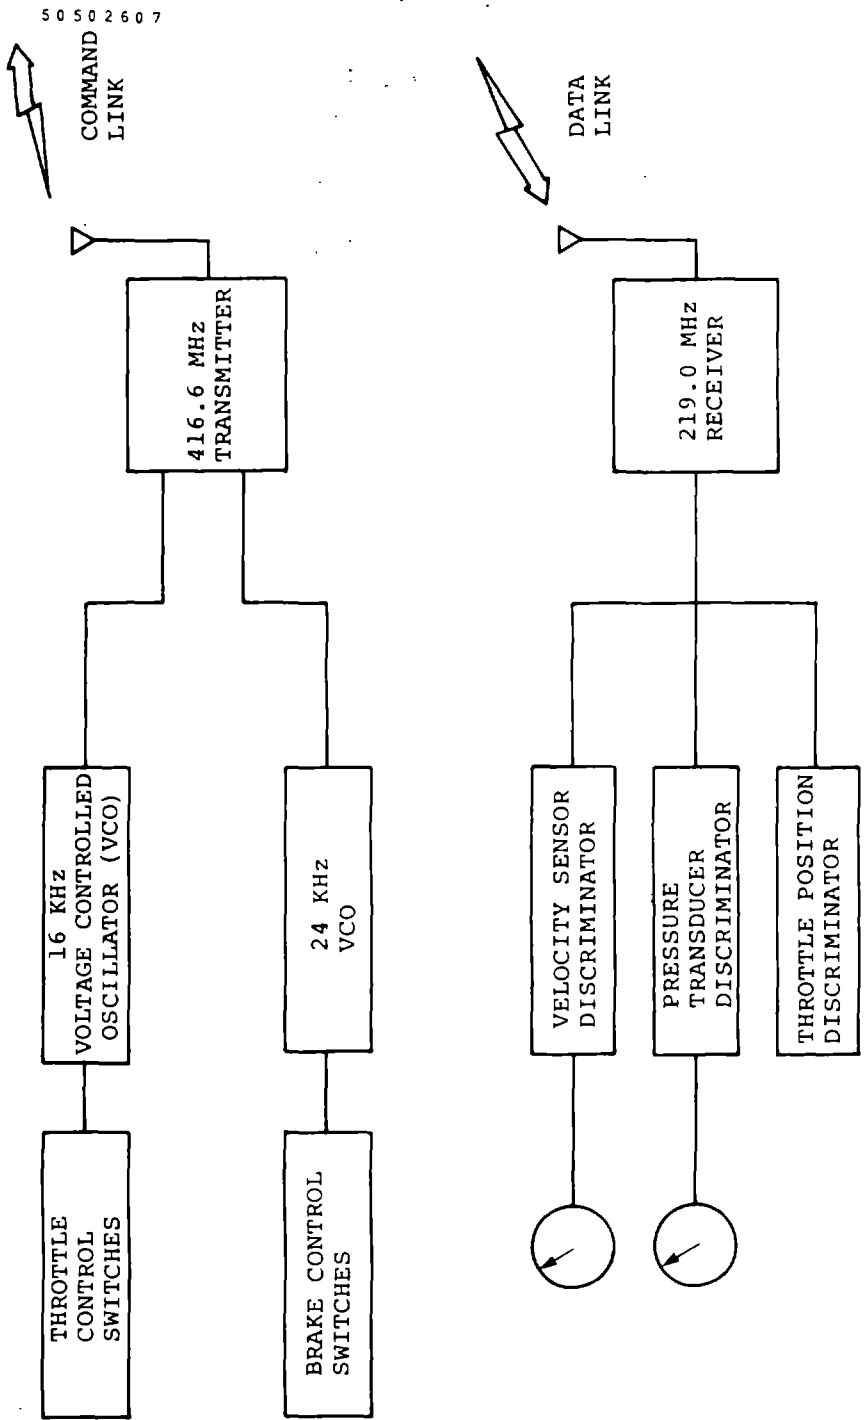 50502607
THROTTLE
CONTROL
SWITCHES
16 KHz
VOLTAGE CONTROLLED
OSCILLATOR (VCO)
416.6 MHz
TRANSMITTER
COMMAND
LINK
BRAKE CONTROL
SWITCHES
24 KHz
VCO
VELOCITY SENSOR
DISCRIMINATOR
PRESSURE
TRANSDUCER
DISCRIMINATOR
THROTTLE POSITION
DISCRIMINATOR
219.0 MHz
RECEIVER
DATA
LINK